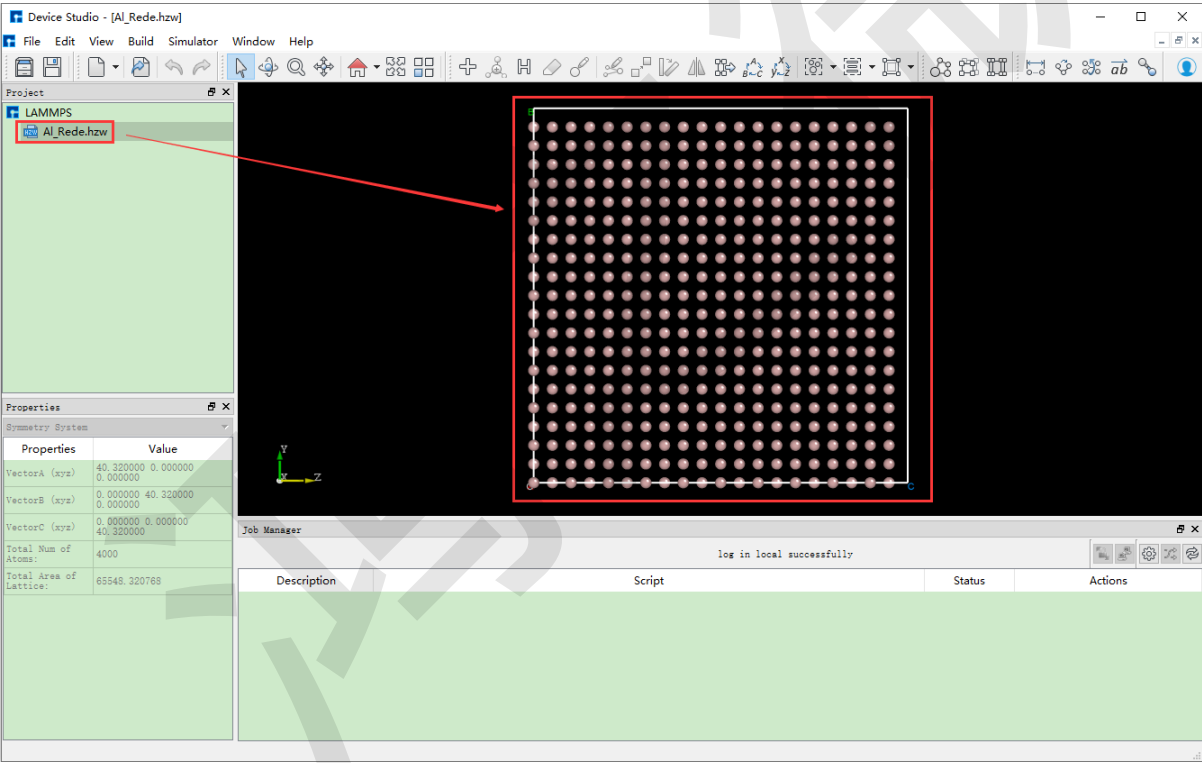 Device Studio - [Al_Rede.hzw]
File Edit View Build Simulator Window Help
Project
LAMMPS
HZW Al_Rede.hzw
B
C
Y
X
Z
Properties
Symmetry System
Properties Value
VectorA (xyz) 40.320000 0.000000
0.000000
VectorB (xyz) 0.000000 40.320000
0.000000
VectorC (xyz) 0.000000 0.000000
40.320000
Total Num of
Atoms: 4000
Total Area of
Lattice: 65548.320768
Job Manager
log in local successfully
Description Script Status Actions